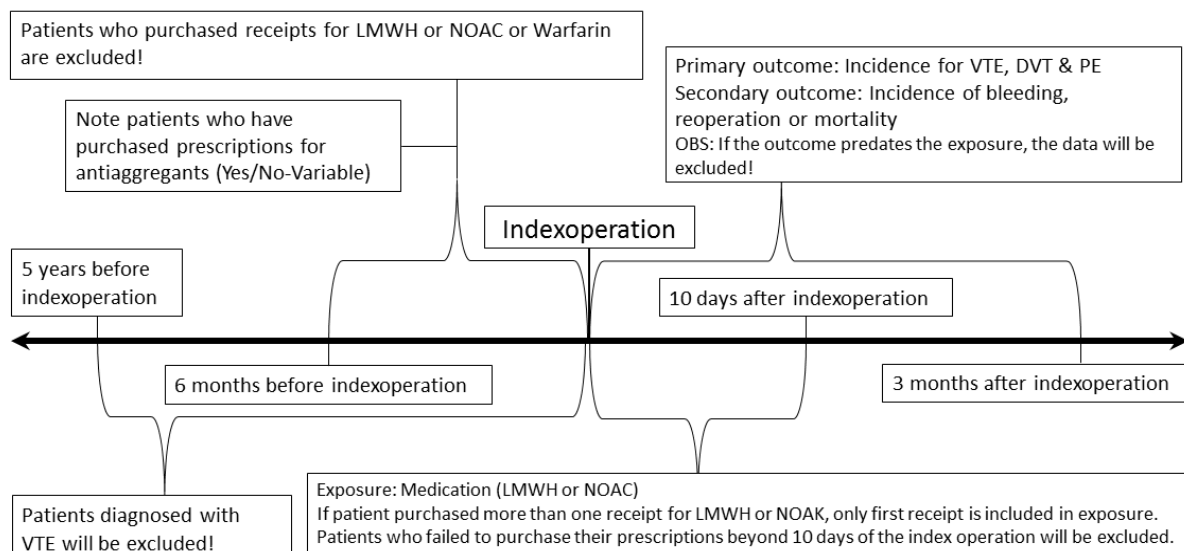 Patients who purchased receipts for LMWH or NOAC or Warfarin
are excluded!
Note patients who have
purchased prescriptions for
antiaggregants (Yes/No-Variable)
Primary outcome: Incidence for VTE, DVT & PE
Secondary outcome: Incidence of bleeding,
reoperation or mortality
OBS: If the outcome predates the exposure, the data will be
excluded!
Indexoperation
5 years before
indexoperation
10 days after indexoperation
6 months before indexoperation
3 months after indexoperation
Patients diagnosed with
VTE will be excluded!
Exposure: Medication (LMWH or NOAC)
If patient purchased more than one receipt for LMWH or NOAK, only first receipt is included in exposure.
Patients who failed to purchase their prescriptions beyond 10 days of the index operation will be excluded.